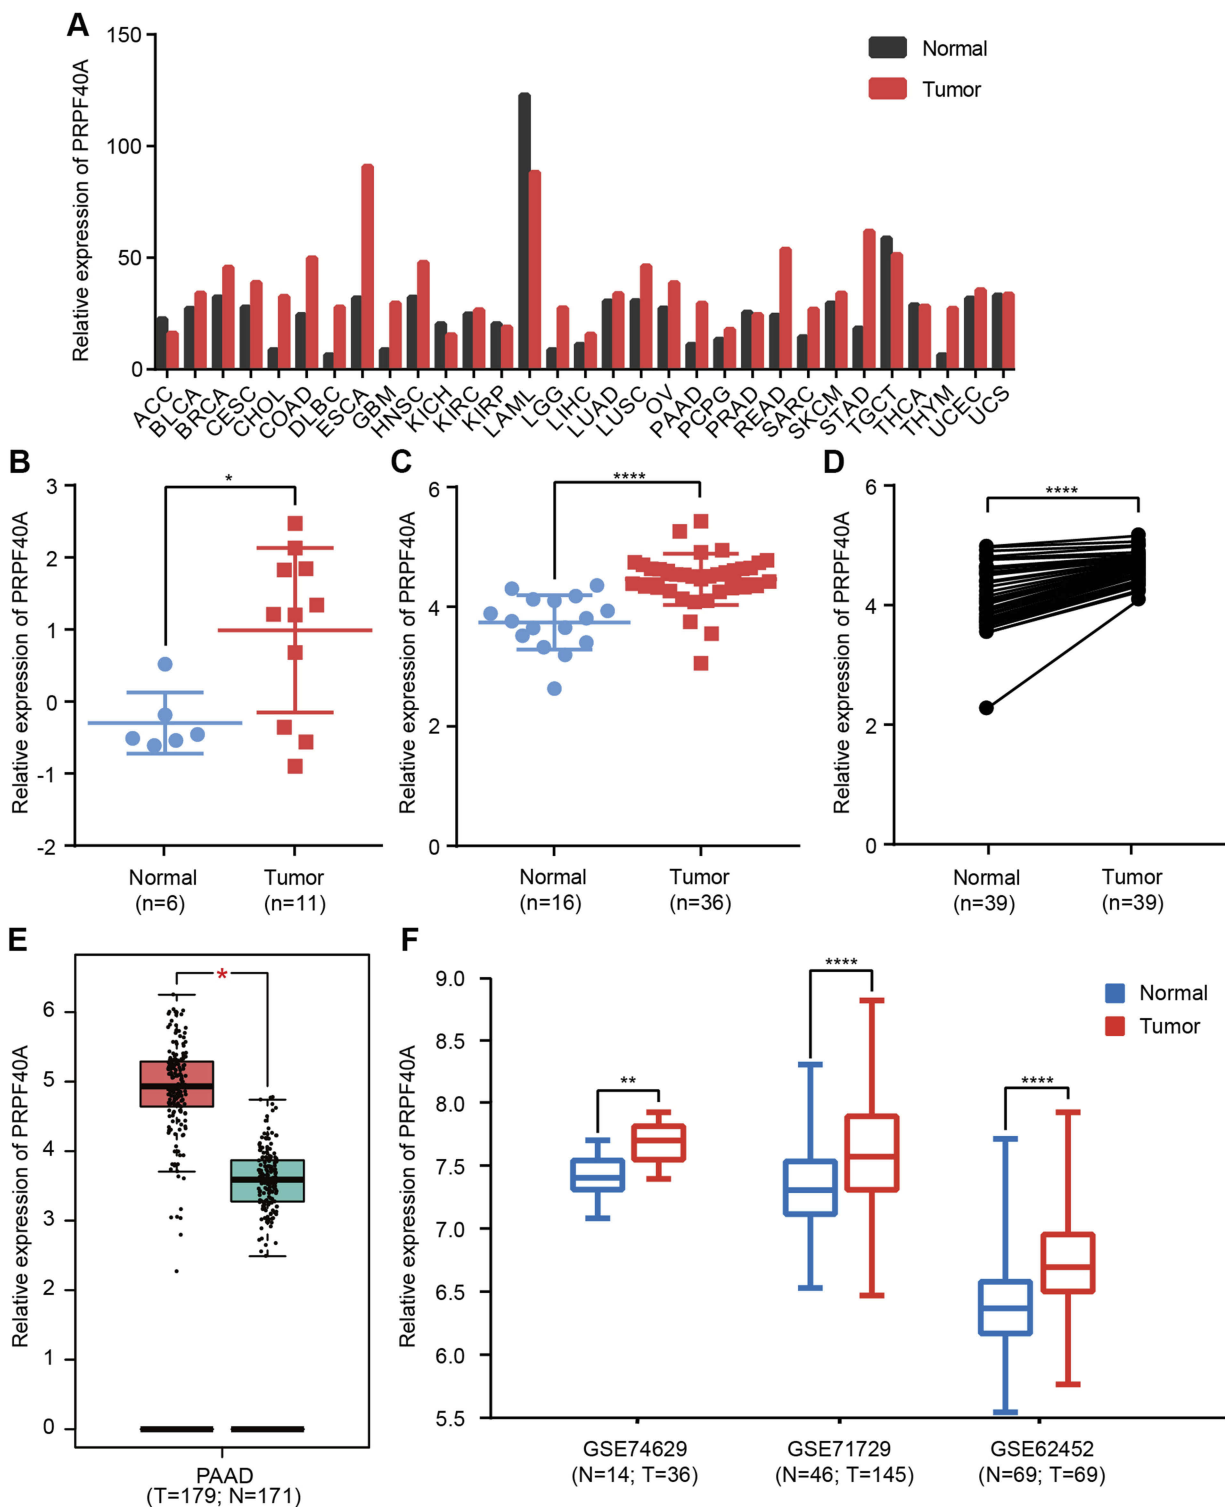 A
Relative expression of PRPF40A
150
100
50
0
Normal
Tumor
ACC
BLCA
BRCA
CESC
CHOL
COAD
DLBC
ESCA
GBM
HNSC
KICH
KIRC
KIRP
LAML
LGG
LIHC
LUAD
LUSC
OV
PAAD
PCPG
PRAD
READ
SARC
SKCM
STAD
TGCT
THCA
THYM
UCEC
UCS
B
Relative expression of PRPF40A
3
2
1
0
-1
-2
*
Normal
(n=6)
Tumor
(n=11)
C
Relative expression of PRPF40A
6
4
2
0
****
Normal
(n=16)
Tumor
(n=36)
D
Relative expression of PRPF40A
6
4
2
0
****
Normal
(n=39)
Tumor
(n=39)
E
Relative expression of PRPF40A
6
5
4
3
2
1
0
*
PAAD
(T=179; N=171)
F
Relative expression of PRPF40A
9.0
8.5
8.0
7.5
7.0
6.5
6.0
5.5
**
****
****
Normal
Tumor
GSE74629
(N=14; T=36)
GSE71729
(N=46; T=145)
GSE62452
(N=69; T=69)